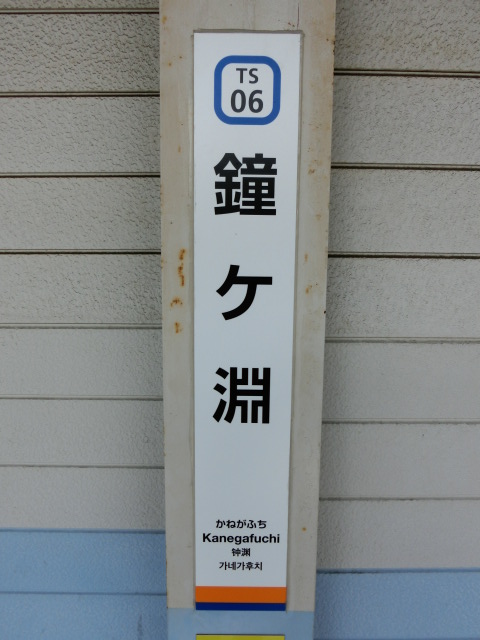 TS
06
鐘ケ淵
かねがふち
Kanegafuchi
钟渊
가네가후치